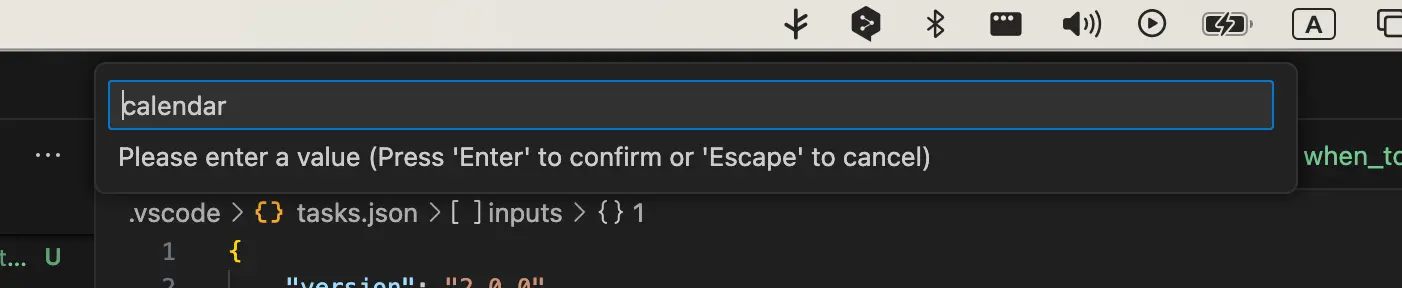 A
calendar
Please enter a value (Press 'Enter' to confirm or 'Escape' to cancel)
...
when_to
.vscode > {} tasks.json > [ ] inputs > {} 1
1 {
t... U
2 "version": "2.0.0"